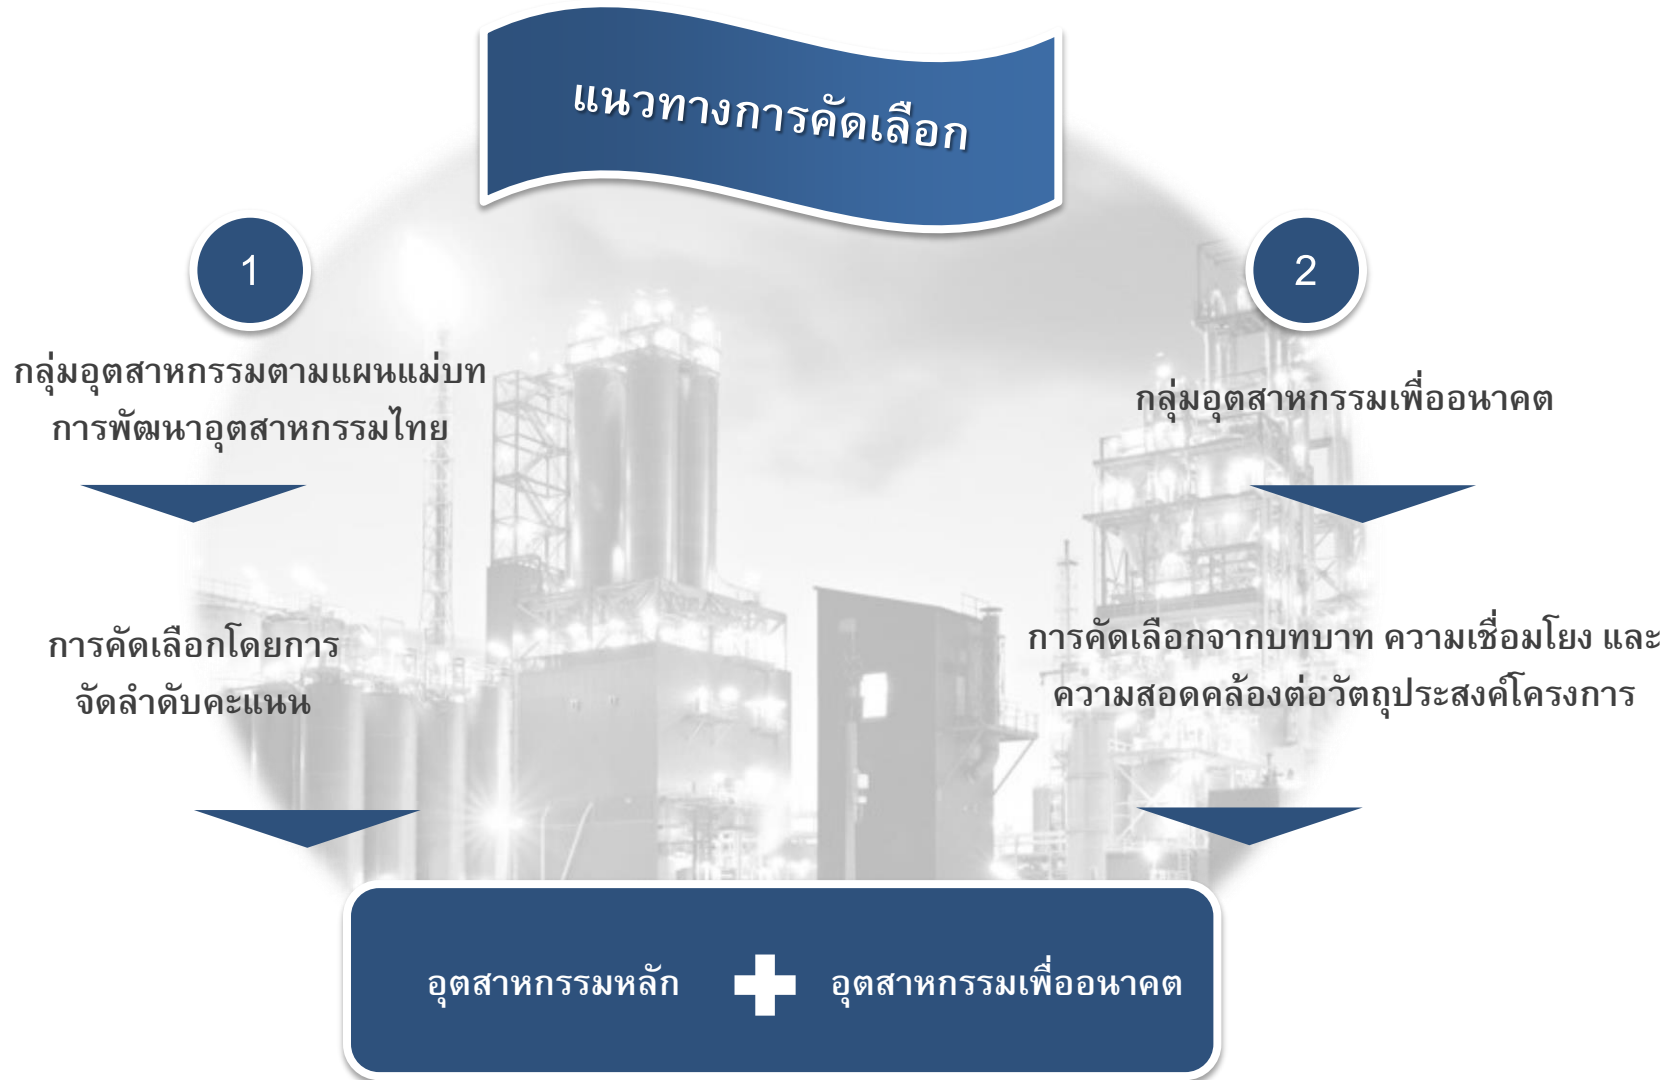 แนวทางการคัดเลือก
1
กลุ่มอุตสาหกรรมตามแผนแม่บท
การพัฒนาอุตสาหกรรมไทย
การคัดเลือกโดยการ
จัดลำดับคะแนน
2
กลุ่มอุตสาหกรรมเพื่ออนาคต
การคัดเลือกจากบทบาท ความเชื่อมโยง และ
ความสอดคล้องต่อวัตถุประสงค์โครงการ
อุตสาหกรรมหลัก
อุตสาหกรรมเพื่ออนาคต